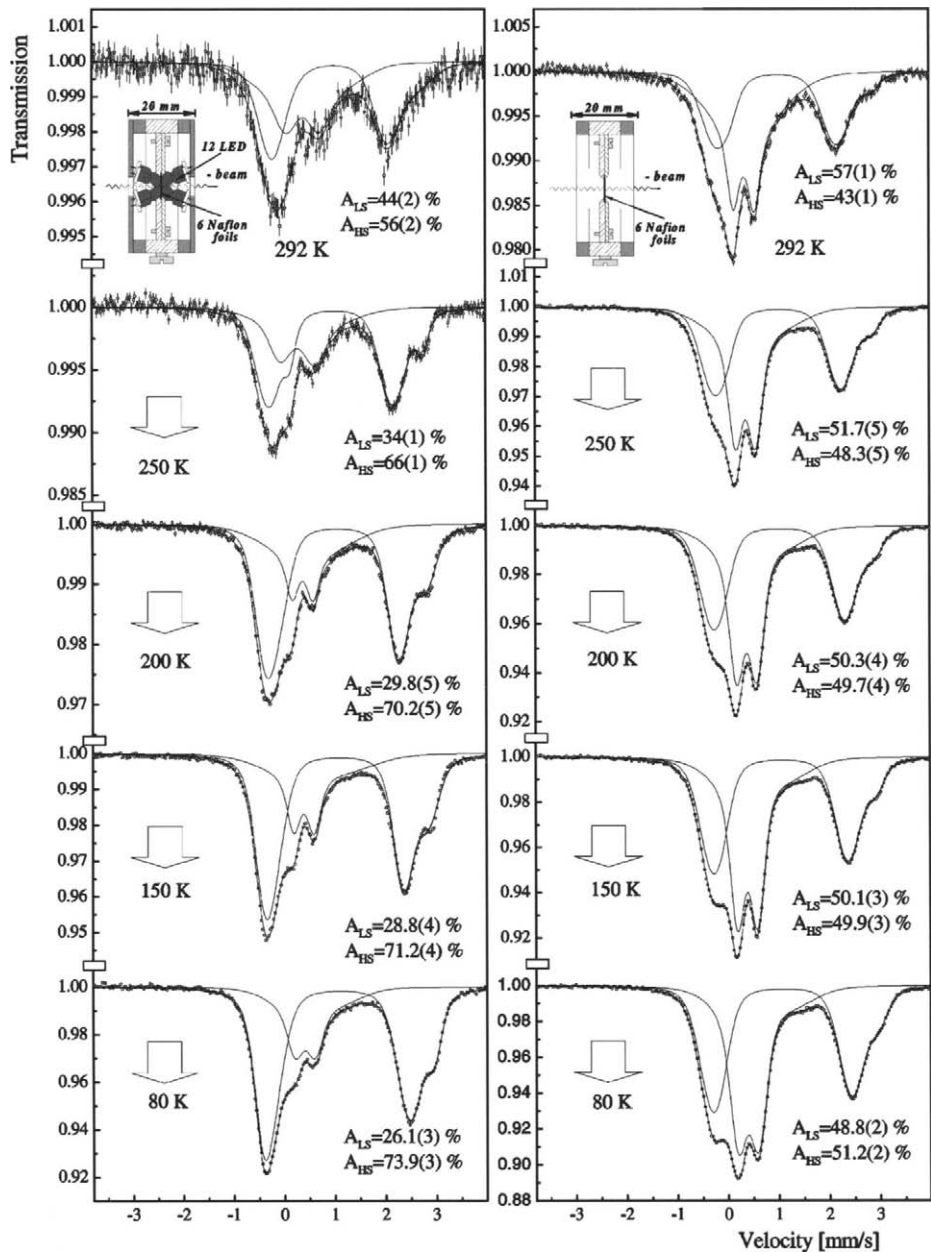 Transmission
1.001
1.000
0.999
0.998
0.997
0.996
0.995
20 mm
12 LED
- beam
6 Nafion
foils
A_LS=44(2) %
A_HS=56(2) %
292 K
1.000
0.995
0.990
0.985
250 K
A_LS=34(1) %
A_HS=66(1) %
1.00
0.99
0.98
0.97
200 K
A_LS=29.8(5) %
A_HS=70.2(5) %
1.00
0.99
0.98
0.97
0.96
0.95
150 K
A_LS=28.8(4) %
A_HS=71.2(4) %
1.00
0.98
0.96
0.94
0.92
80 K
A_LS=26.1(3) %
A_HS=73.9(3) %
-3 -2 -1 0 1 2 3
1.005
1.000
0.995
0.990
0.985
0.980
20 mm
- beam
6 Nafion
foils
A_LS=57(1) %
A_HS=43(1) %
292 K
1.01
1.00
0.99
0.98
0.97
0.96
0.95
0.94
250 K
A_LS=51.7(5) %
A_HS=48.3(5) %
1.00
0.98
0.96
0.94
0.92
200 K
A_LS=50.3(4) %
A_HS=49.7(4) %
1.00
0.98
0.96
0.94
0.92
150 K
A_LS=50.1(3) %
A_HS=49.9(3) %
1.00
0.98
0.96
0.94
0.92
0.90
0.88
80 K
A_LS=48.8(2) %
A_HS=51.2(2) %
-3 -2 -1 0 1 2 3
Velocity [mm/s]